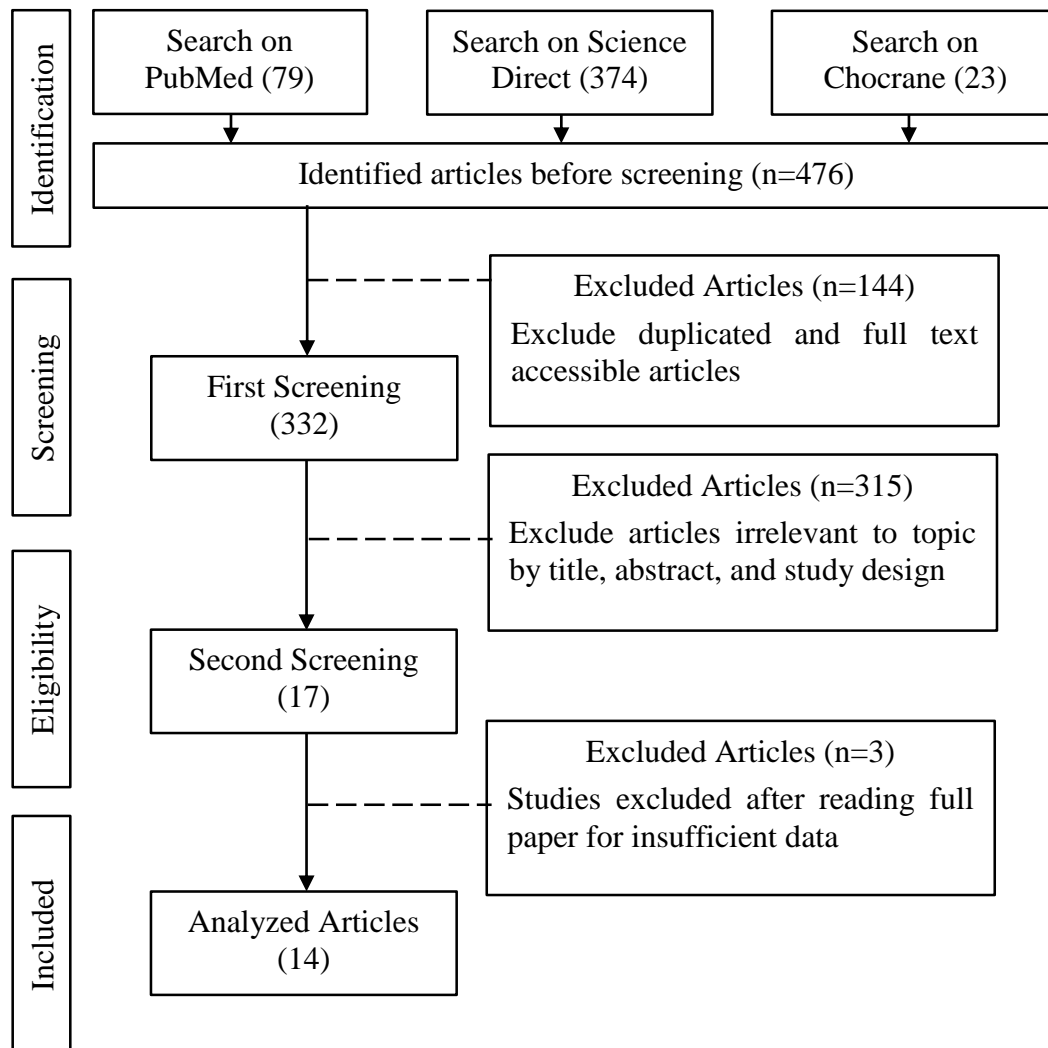 Identification
Search on
PubMed (79)
Search on Science
Direct (374)
Search on
Chocrane (23)
Identified articles before screening (n=476)
Screening
Excluded Articles (n=144)
Exclude duplicated and full text
accessible articles
First Screening
(332)
Excluded Articles (n=315)
Exclude articles irrelevant to topic
by title, abstract, and study design
Eligibility
Second Screening
(17)
Excluded Articles (n=3)
Studies excluded after reading full
paper for insufficient data
Included
Analyzed Articles
(14)